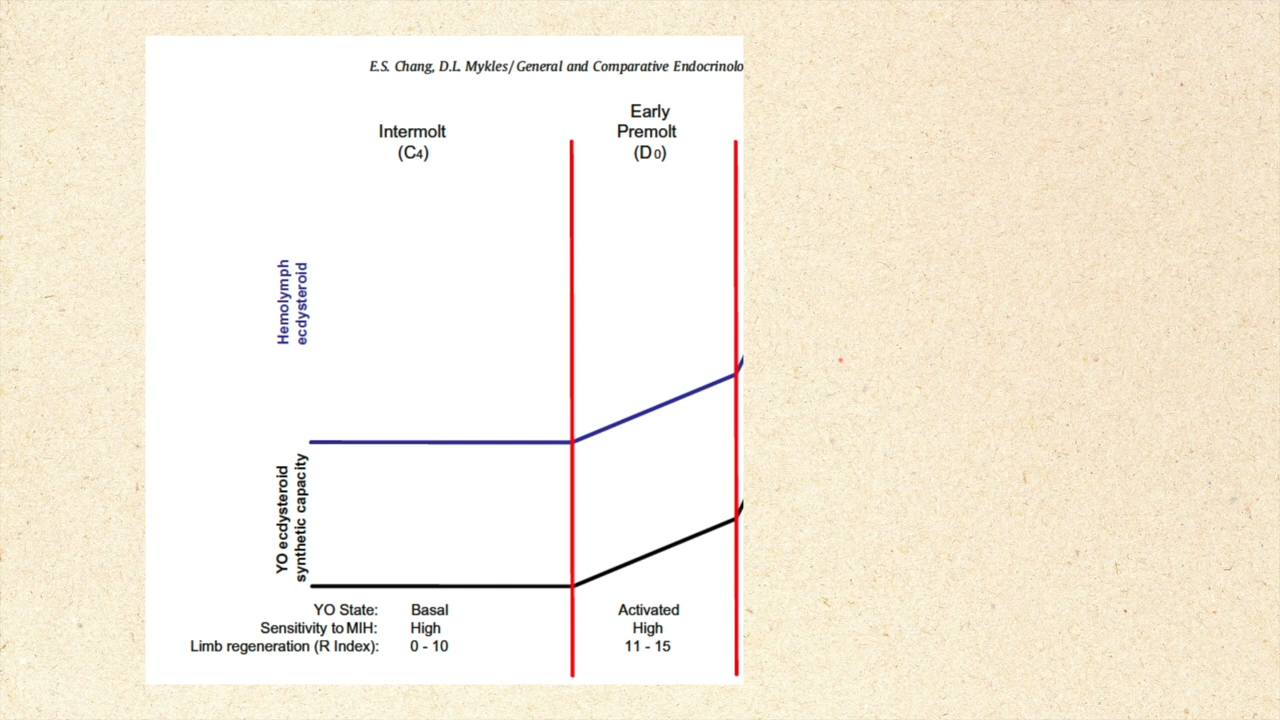 E.S. Chang, D.L. Mykles / General and Comparative Endocrinolo
Intermolt
(C4)
Early
Premolt
(D0)
Hemolymph
ecdysteroid
YO ecdysteroid
synthetic capacity
YO State: Basal Activated
Sensitivity to MIH: High High
Limb regeneration (R Index): 0 - 10 11 - 15